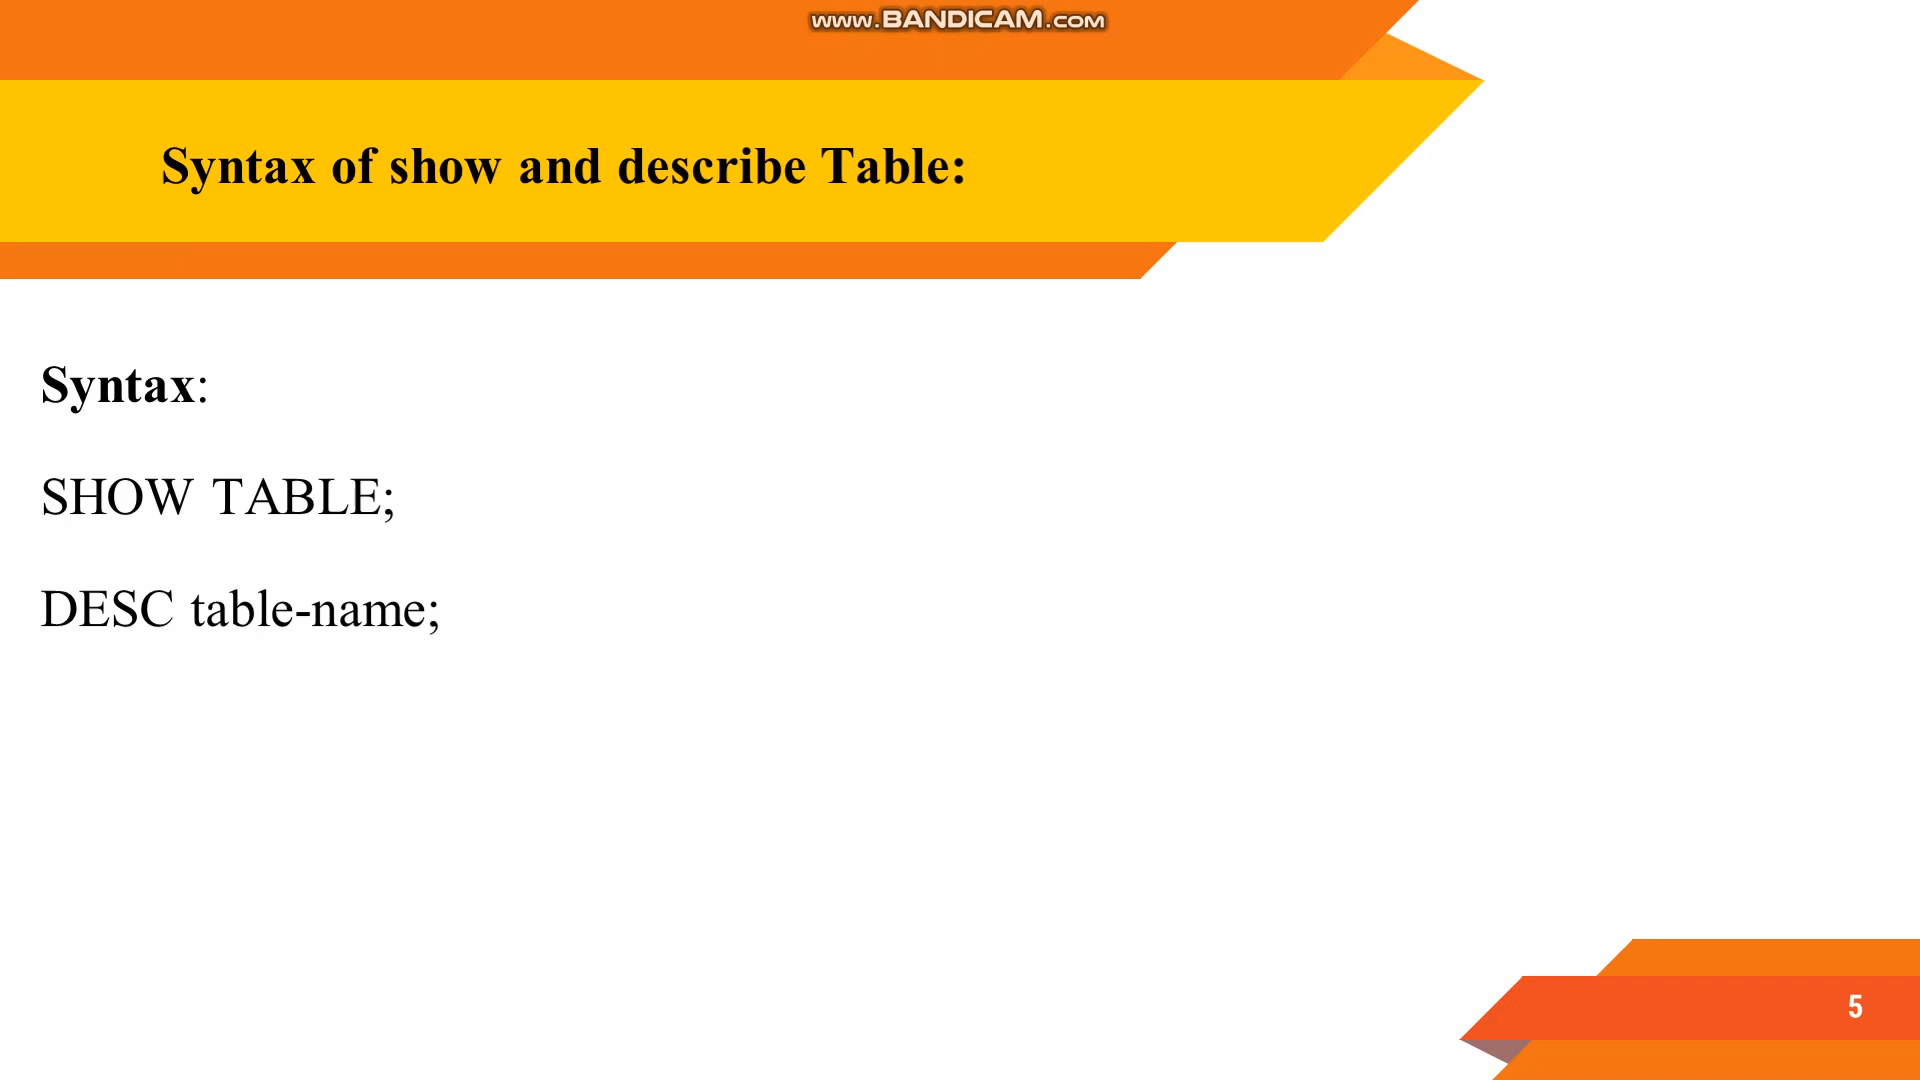 www.BANDICAM.com
Syntax of show and describe Table:
Syntax:
SHOW TABLE;
DESC table-name;
5